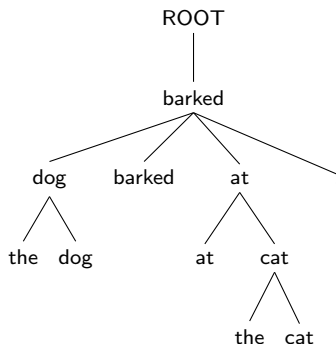 ROOT
barked
dog barked at
the dog at cat
the cat